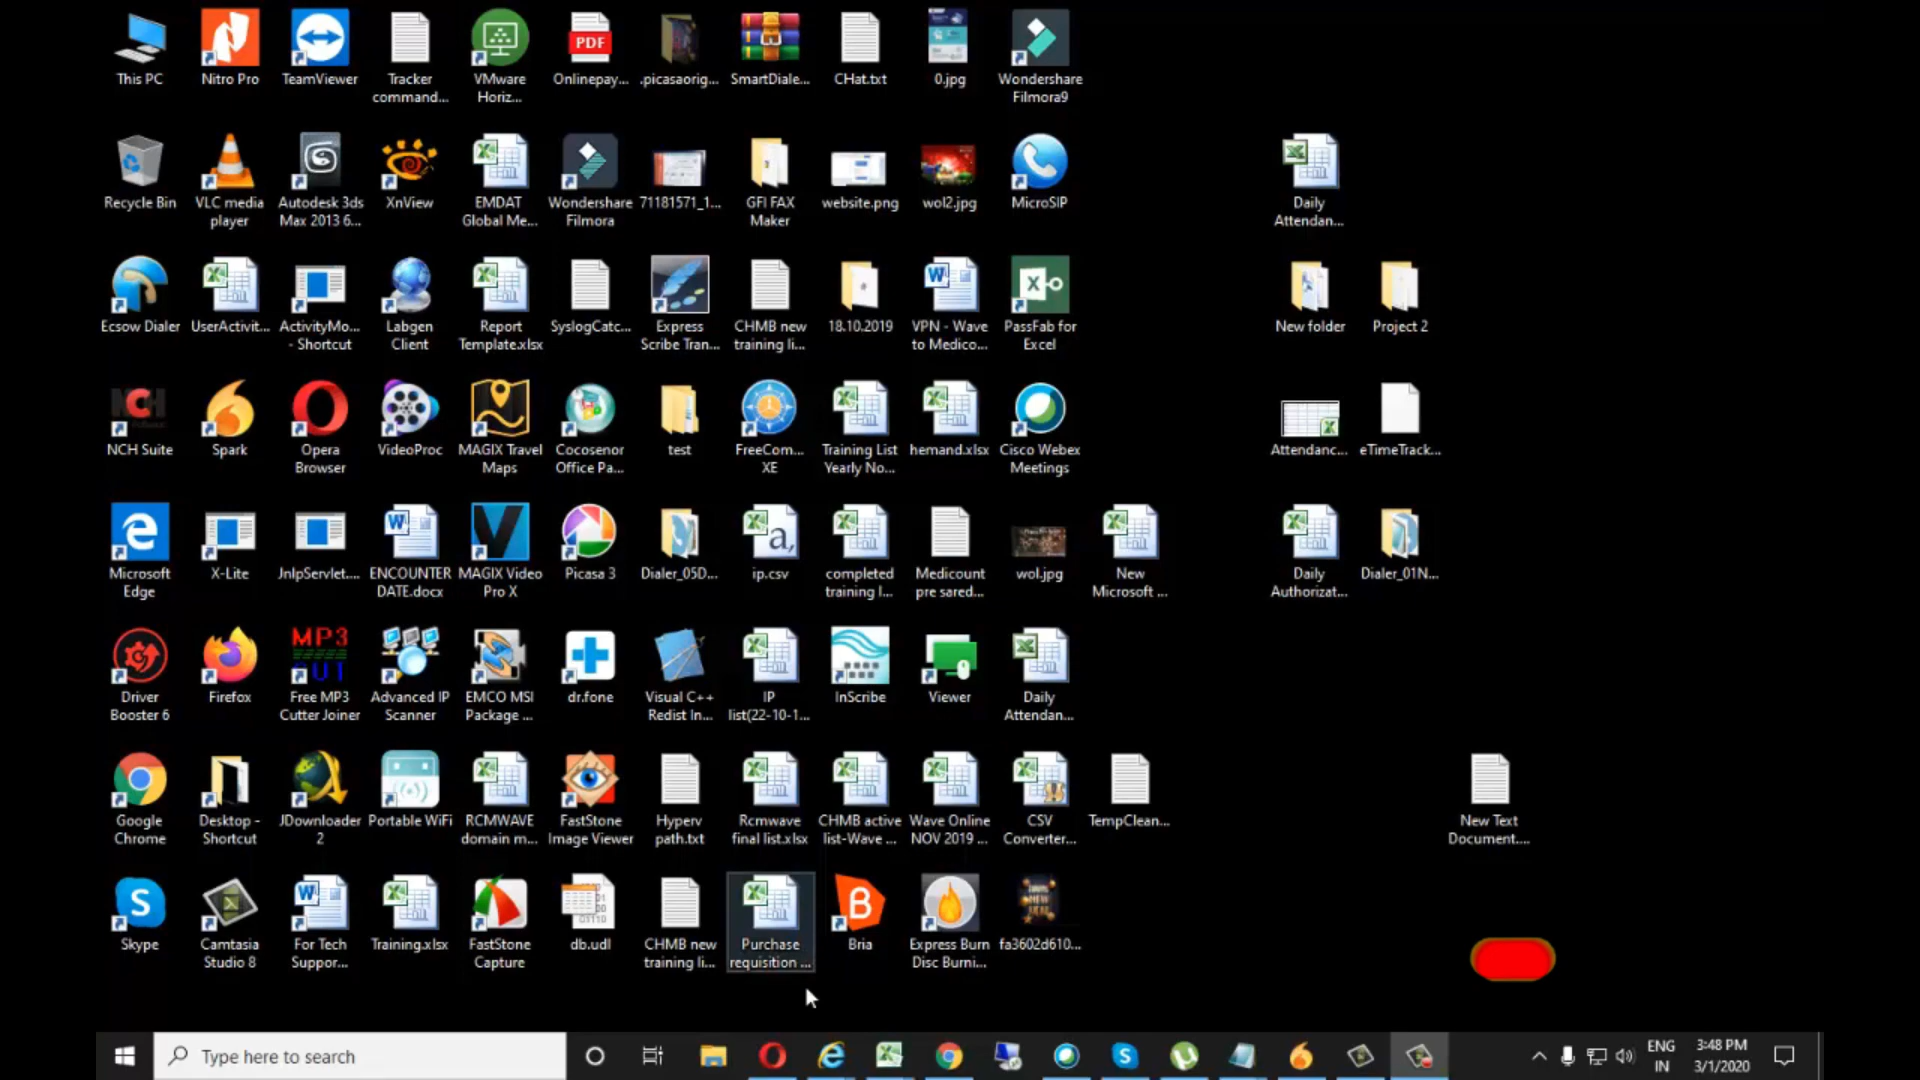 This PC
Nitro Pro
TeamViewer
Tracker
command...
VMware
Horiz...
PDF
Onlinepay...
.picasaorig...
SmartDiale...
CHat.txt
0.jpg
Wondershare
Filmora9
Recycle Bin
VLC media
player
Autodesk 3ds
Max 2013 6...
XnView
EMDAT
Global Me...
Wondershare
Filmora
71181571_1...
GFI FAX
Maker
website.png
wol2.jpg
MicroSIP
Daily
Attendan...
Ecsow Dialer
UserActivit...
ActivityMo...
- Shortcut
Labgen
Client
Report
Template.xlsx
SyslogCatc...
Express
Scribe Tran...
CHMB new
training li...
18.10.2019
VPN - Wave
to Medico...
PassFab for
Excel
New folder
Project 2
NCH
NCH Suite
Spark
Opera
Browser
VideoProc
MAGIX Travel
Maps
Cocosenor
Office Pa...
test
FreeCom...
XE
Training List
Yearly No...
hemand.xlsx
Cisco Webex
Meetings
Attendanc...
eTimeTrack...
Microsoft
Edge
X-Lite
JnlpServlet....
ENCOUNTER
DATE.docx
MAGIX Video
Pro X
Picasa 3
Dialer_05D...
a,
ip.csv
completed
training l...
Medicount
pre sared...
wol.jpg
New
Microsoft ...
Daily
Authorizat...
Dialer_01N...
Driver
Booster 6
Firefox
MP3
CUT
Free MP3
Cutter Joiner
Advanced IP
Scanner
EMCO MSI
Package ...
dr.fone
Visual C++
Redist In...
IP
list(22-10-1...
InScribe
Viewer
Daily
Attendan...
Google
Chrome
Desktop -
Shortcut
JDownloader
2
Portable WiFi
RCMWAVE
domain m...
FastStone
Image Viewer
Hyperv
path.txt
Rcmwave
final list.xlsx
CHMB active
list-Wave ...
Wave Online
NOV 2019 ...
CSV
Converter...
TempClean...
New Text
Document....
Skype
Camtasia
Studio 8
For Tech
Suppor...
Training.xlsx
FastStone
Capture
db.udl
CHMB new
training li...
Purchase
requisition ...
Bria
Express Burn
Disc Burni...
fa3602d610...
Type here to search
ENG
IN
3:48 PM
3/1/2020